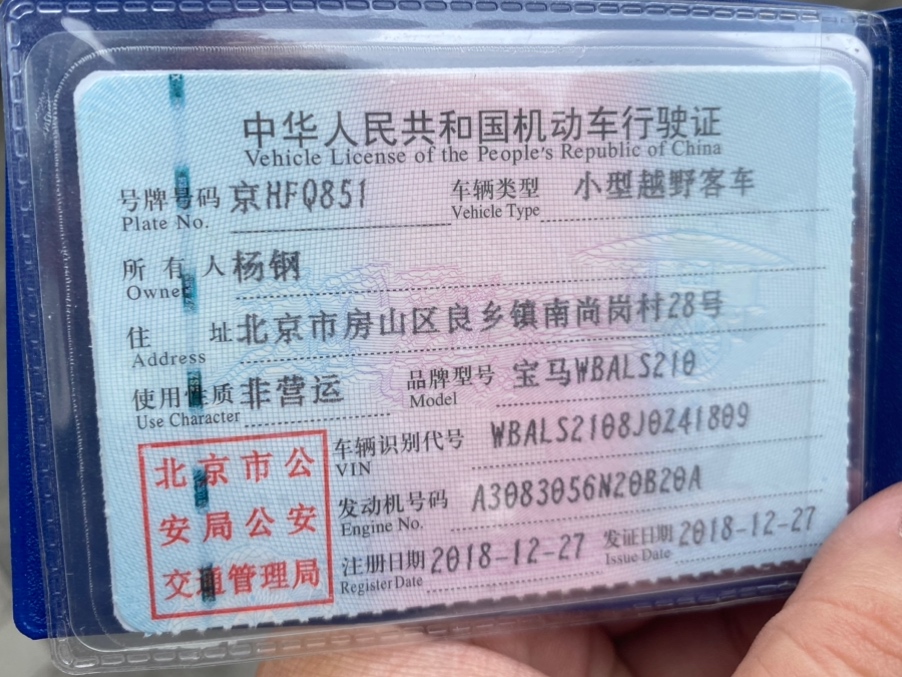 中华人民共和国机动车行驶证
Vehicle License of the People's Republic of China
号牌号码 京HFQ851 车辆类型 小型越野客车
Plate No. Vehicle Type
所有人 杨钢
Owner
住址 北京市房山区良乡镇南尚岗村28号
Address
使用性质 非营运 品牌型号 宝马WBALS210
Use Character Model
车辆识别代号 WBALS2108J0Z41809
VIN
发动机号码 A3083056N20B20A
Engine No.
注册日期 2018-12-27 发证日期 2018-12-27
Register Date Issue Date
北京市公
安局公安
交通管理局